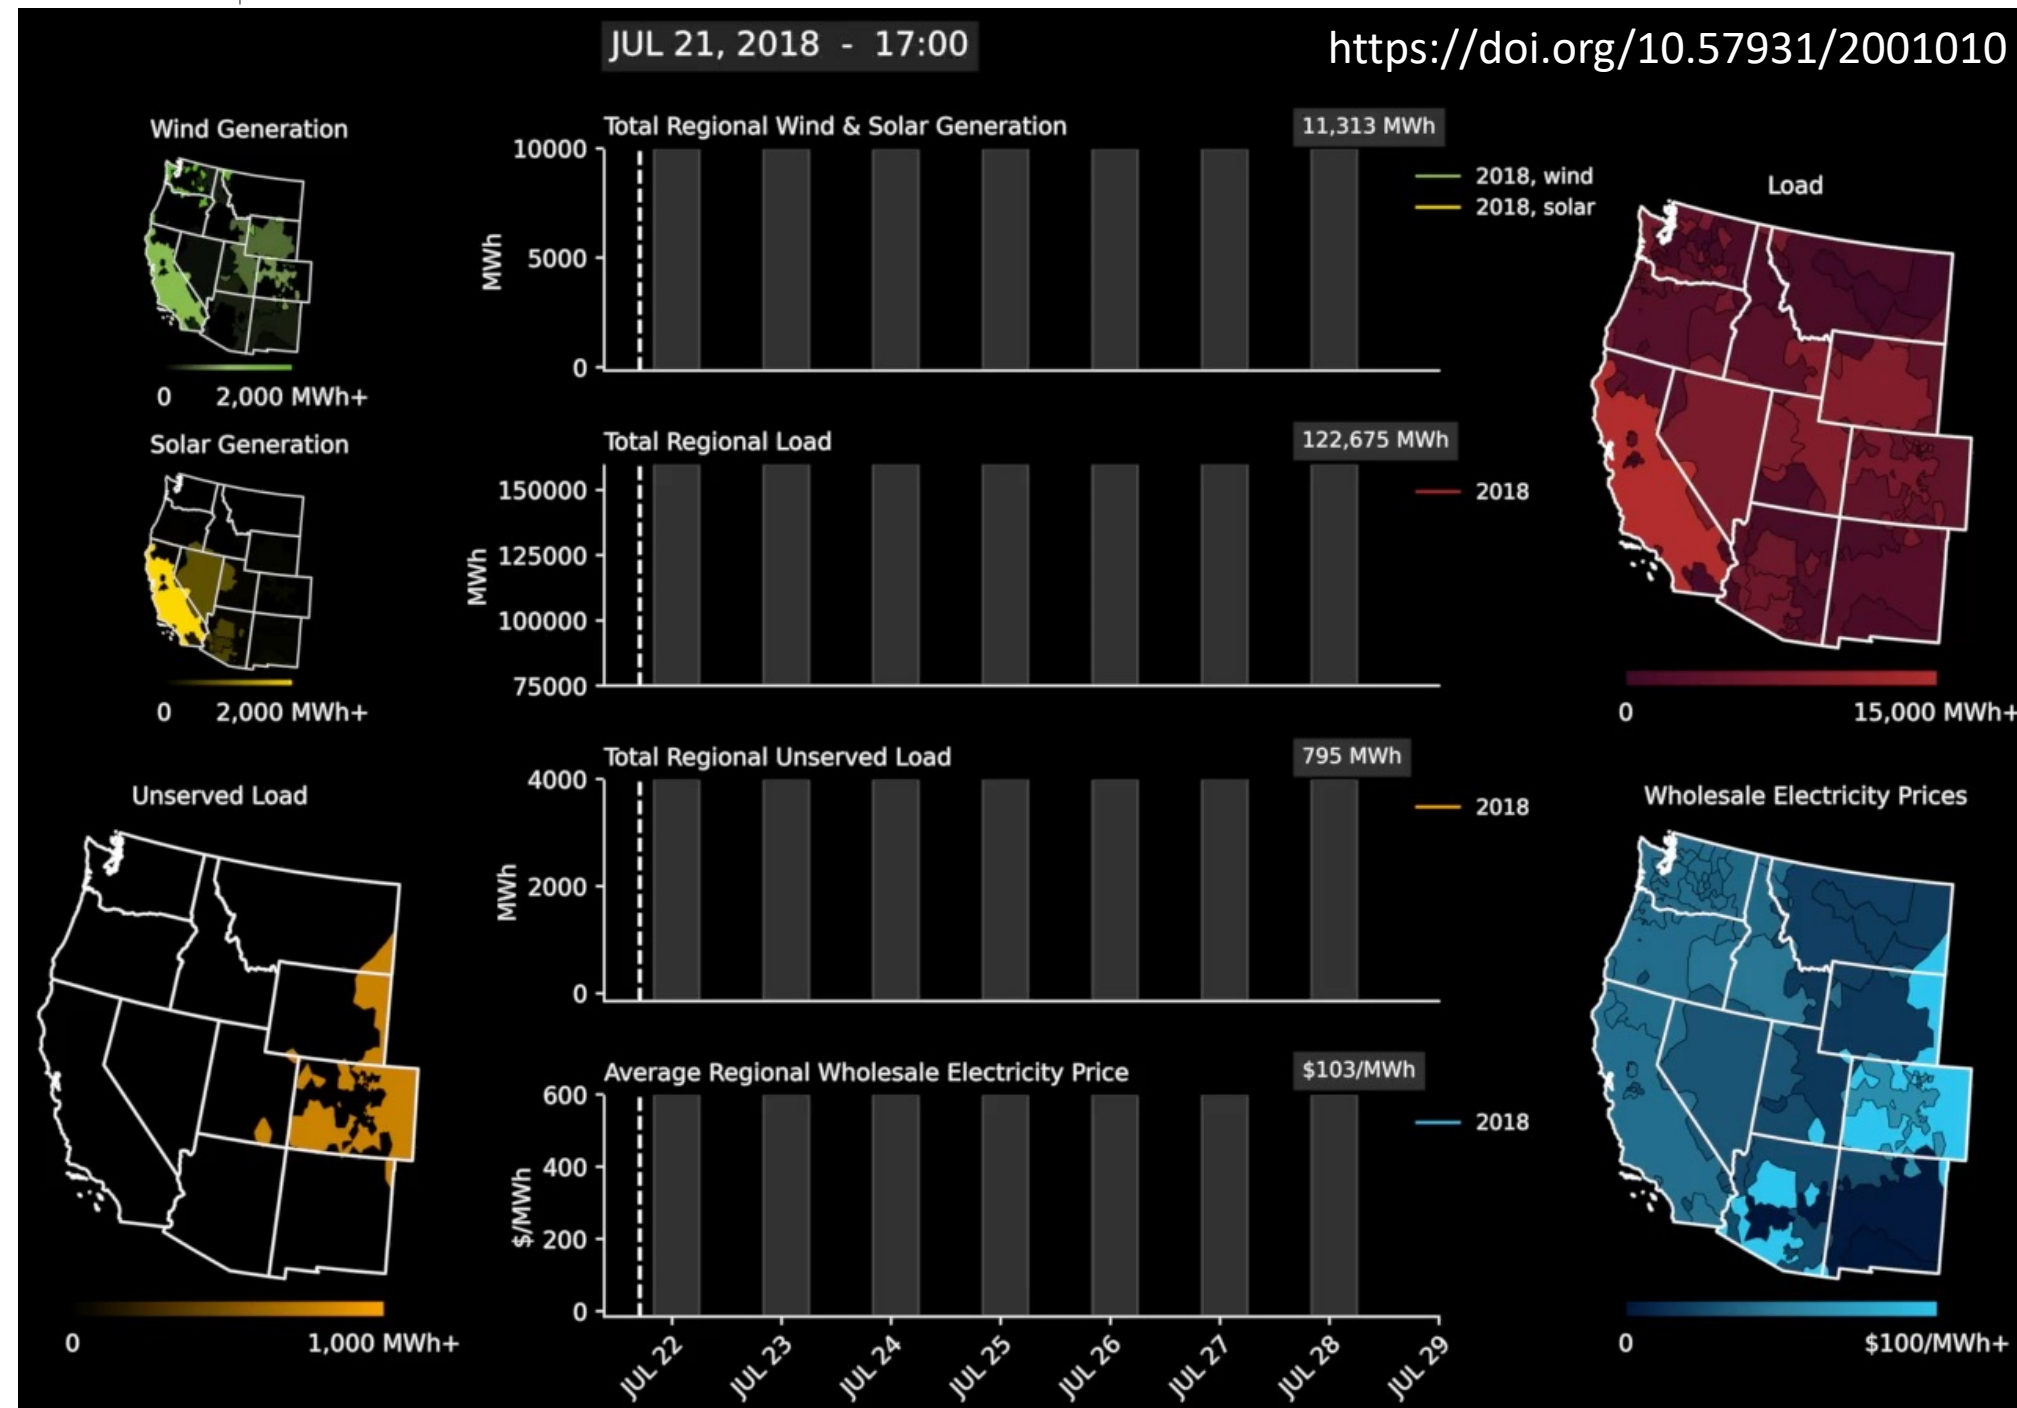 JUL 21, 2018 - 17:00
https://doi.org/10.57931/2001010
Wind Generation
0 2,000 MWh+
Solar Generation
0 2,000 MWh+
Unserved Load
0 1,000 MWh+
Total Regional Wind & Solar Generation
11,313 MWh
10000
5000
0
MWh
2018, wind
2018, solar
Total Regional Load
122,675 MWh
150000
125000
100000
75000
MWh
2018
Total Regional Unserved Load
795 MWh
4000
2000
0
MWh
2018
Average Regional Wholesale Electricity Price
$103/MWh
600
400
200
0
$/MWh
2018
JUL 22
JUL 23
JUL 24
JUL 25
JUL 26
JUL 27
JUL 28
JUL 29
Load
0 15,000 MWh+
Wholesale Electricity Prices
0 $100/MWh+